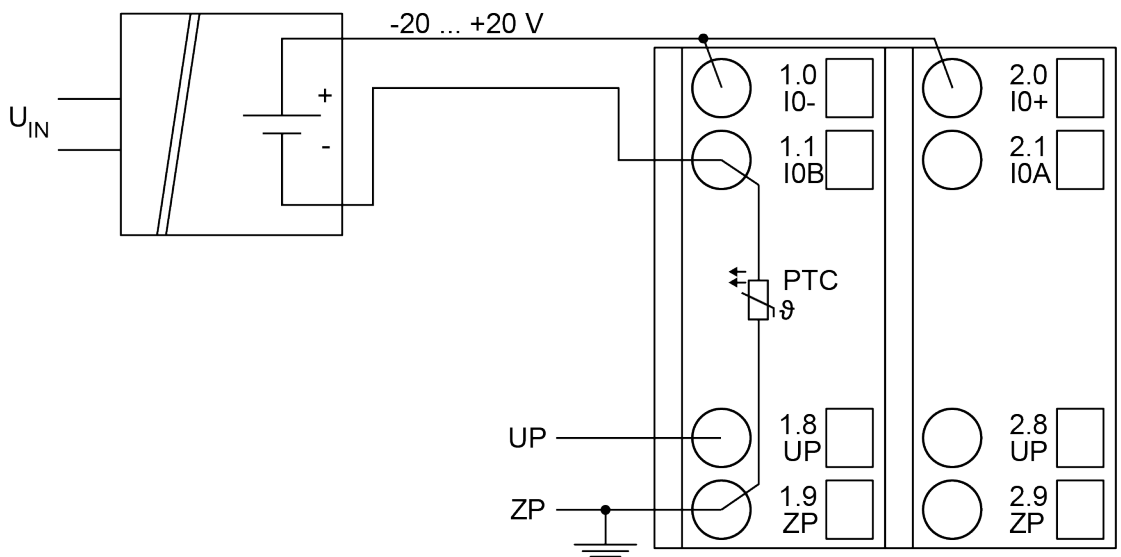 -20 ... +20 V
UIN
+
-
1.0
I0-
2.0
I0+
1.1
I0B
2.1
I0A
PTC
ϑ
UP
1.8
UP
2.8
UP
ZP
1.9
ZP
2.9
ZP